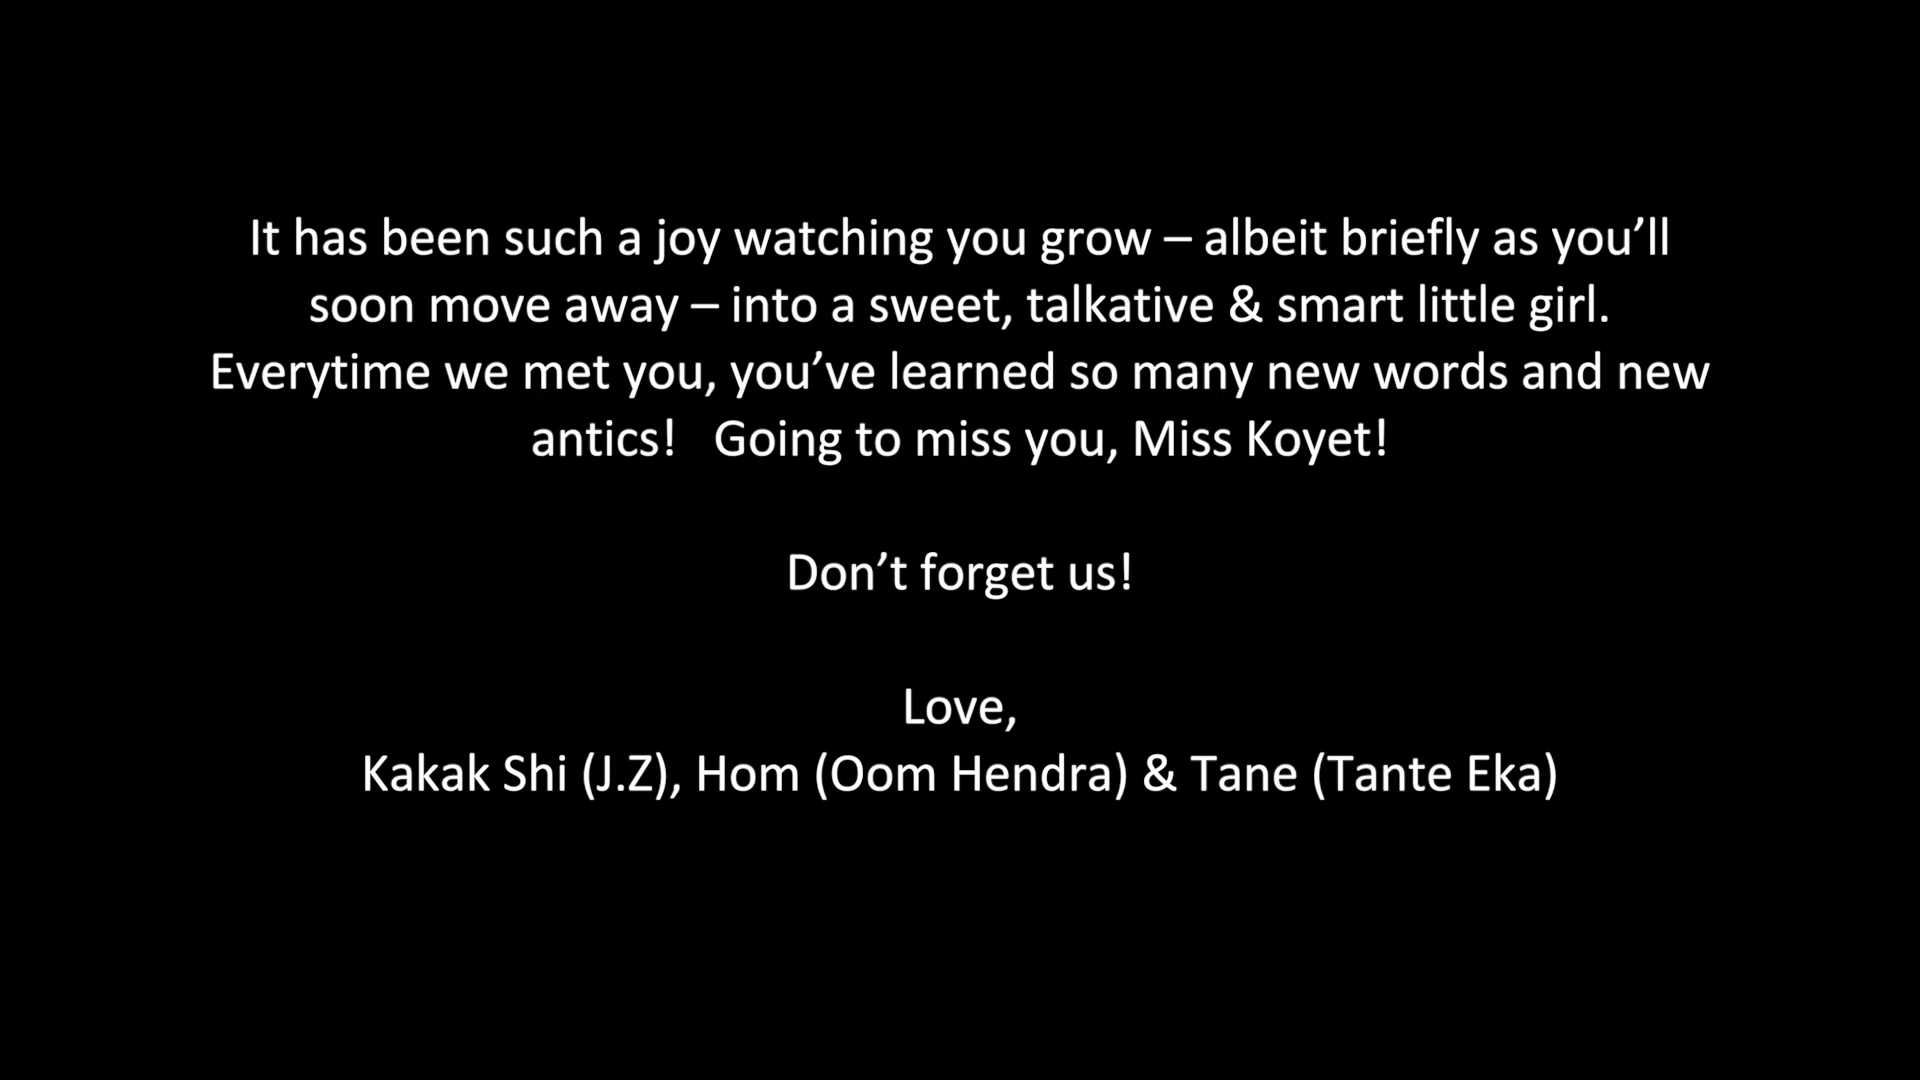 It has been such a joy watching you grow – albeit briefly as you’ll
soon move away – into a sweet, talkative & smart little girl.
Everytime we met you, you’ve learned so many new words and new
antics!   Going to miss you, Miss Koyet!
Don’t forget us!
Love,
Kakak Shi (J.Z), Hom (Oom Hendra) & Tane (Tante Eka)